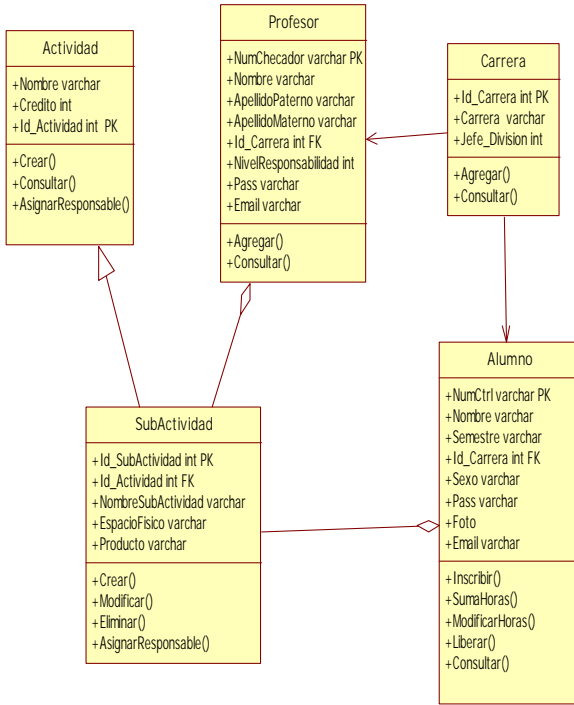 Actividad
+Nombre varchar
+Credito int
+Id_Actividad int PK
+Crear()
+Consultar()
+AsignarResponsable()
Profesor
+NumChecador varchar PK
+Nombre varchar
+ApellidoPaterno varchar
+ApellidoMaterno varchar
+Id_Carrera int FK
+NivelResponsabilidad int
+Pass varchar
+Email varchar
+Agregar()
+Consultar()
Carrera
+Id_Carrera int PK
+Carrera varchar
+Jefe_Division int
+Agregar()
+Consultar()
SubActividad
+Id_SubActividad int PK
+Id_Actividad int FK
+NombreSubActividad varchar
+EspacioFisico varchar
+Producto varchar
+Crear()
+Modificar()
+Eliminar()
+AsignarResponsable()
Alumno
+NumCtrl varchar PK
+Nombre varchar
+Semestre varchar
+Id_Carrera int FK
+Sexo varchar
+Pass varchar
+Foto
+Email varchar
+Inscribir()
+SumaHoras()
+ModificarHoras()
+Liberar()
+Consultar()